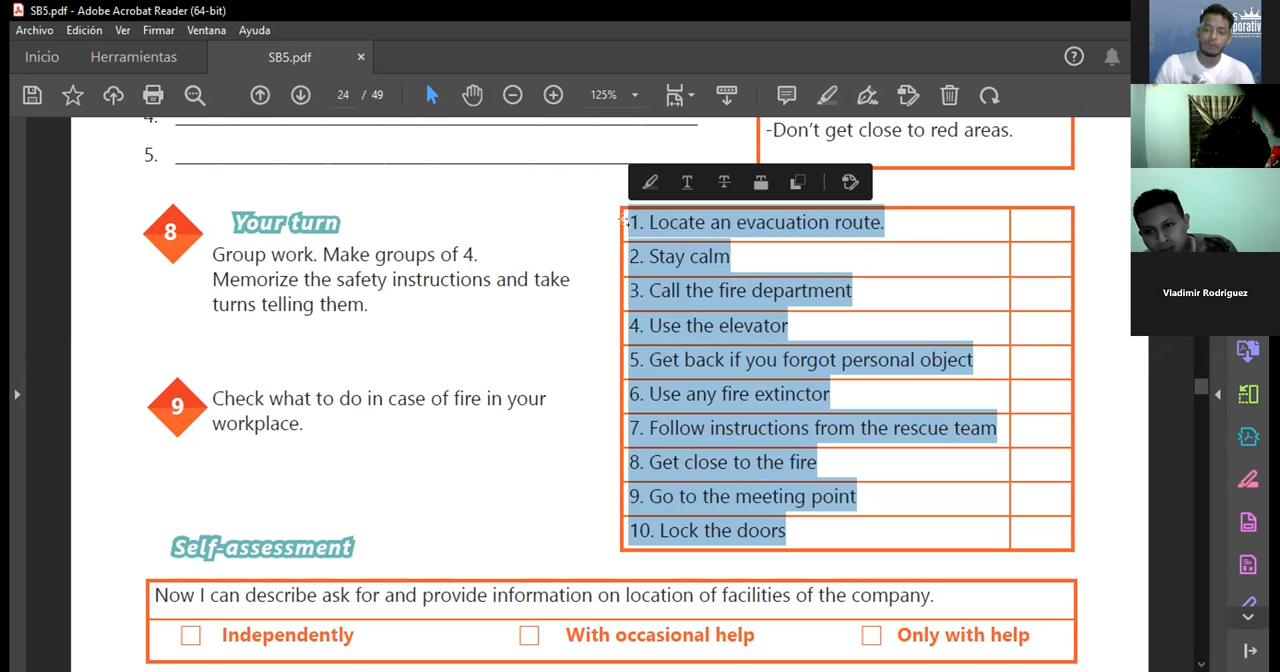 SB5.pdf - Adobe Acrobat Reader (64-bit)
Archivo Edición Ver Firmar Ventana Ayuda
Inicio Herramientas SB5.pdf
24 / 49 125%
4.
-Don't get close to red areas.
5.
8 Your turn
Group work. Make groups of 4.
Memorize the safety instructions and take
turns telling them.
9 Check what to do in case of fire in your
workplace.
1. Locate an evacuation route.
2. Stay calm
3. Call the fire department
4. Use the elevator
5. Get back if you forgot personal object
6. Use any fire extinctor
7. Follow instructions from the rescue team
8. Get close to the fire
9. Go to the meeting point
10. Lock the doors
Self-assessment
Now I can describe ask for and provide information on location of facilities of the company.
Independently With occasional help Only with help
Vladimir Rodriguez